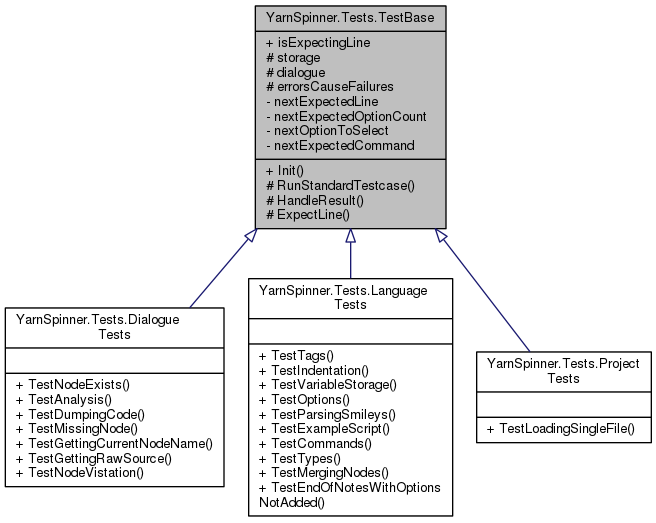 YarnSpinner.Tests.TestBase
+ isExpectingLine
# storage
# dialogue
# errorsCauseFailures
- nextExpectedLine
- nextExpectedOptionCount
- nextOptionToSelect
- nextExpectedCommand
+ Init()
# RunStandardTestcase()
# HandleResult()
# ExpectLine()
YarnSpinner.Tests.Dialogue
Tests
+ TestNodeExists()
+ TestAnalysis()
+ TestDumpingCode()
+ TestMissingNode()
+ TestGettingCurrentNodeName()
+ TestGettingRawSource()
+ TestNodeVistation()
YarnSpinner.Tests.Language
Tests
+ TestTags()
+ TestIndentation()
+ TestVariableStorage()
+ TestOptions()
+ TestParsingSmileys()
+ TestExampleScript()
+ TestCommands()
+ TestTypes()
+ TestMergingNodes()
+ TestEndOfNotesWithOptions
NotAdded()
YarnSpinner.Tests.Project
Tests
+ TestLoadingSingleFile()